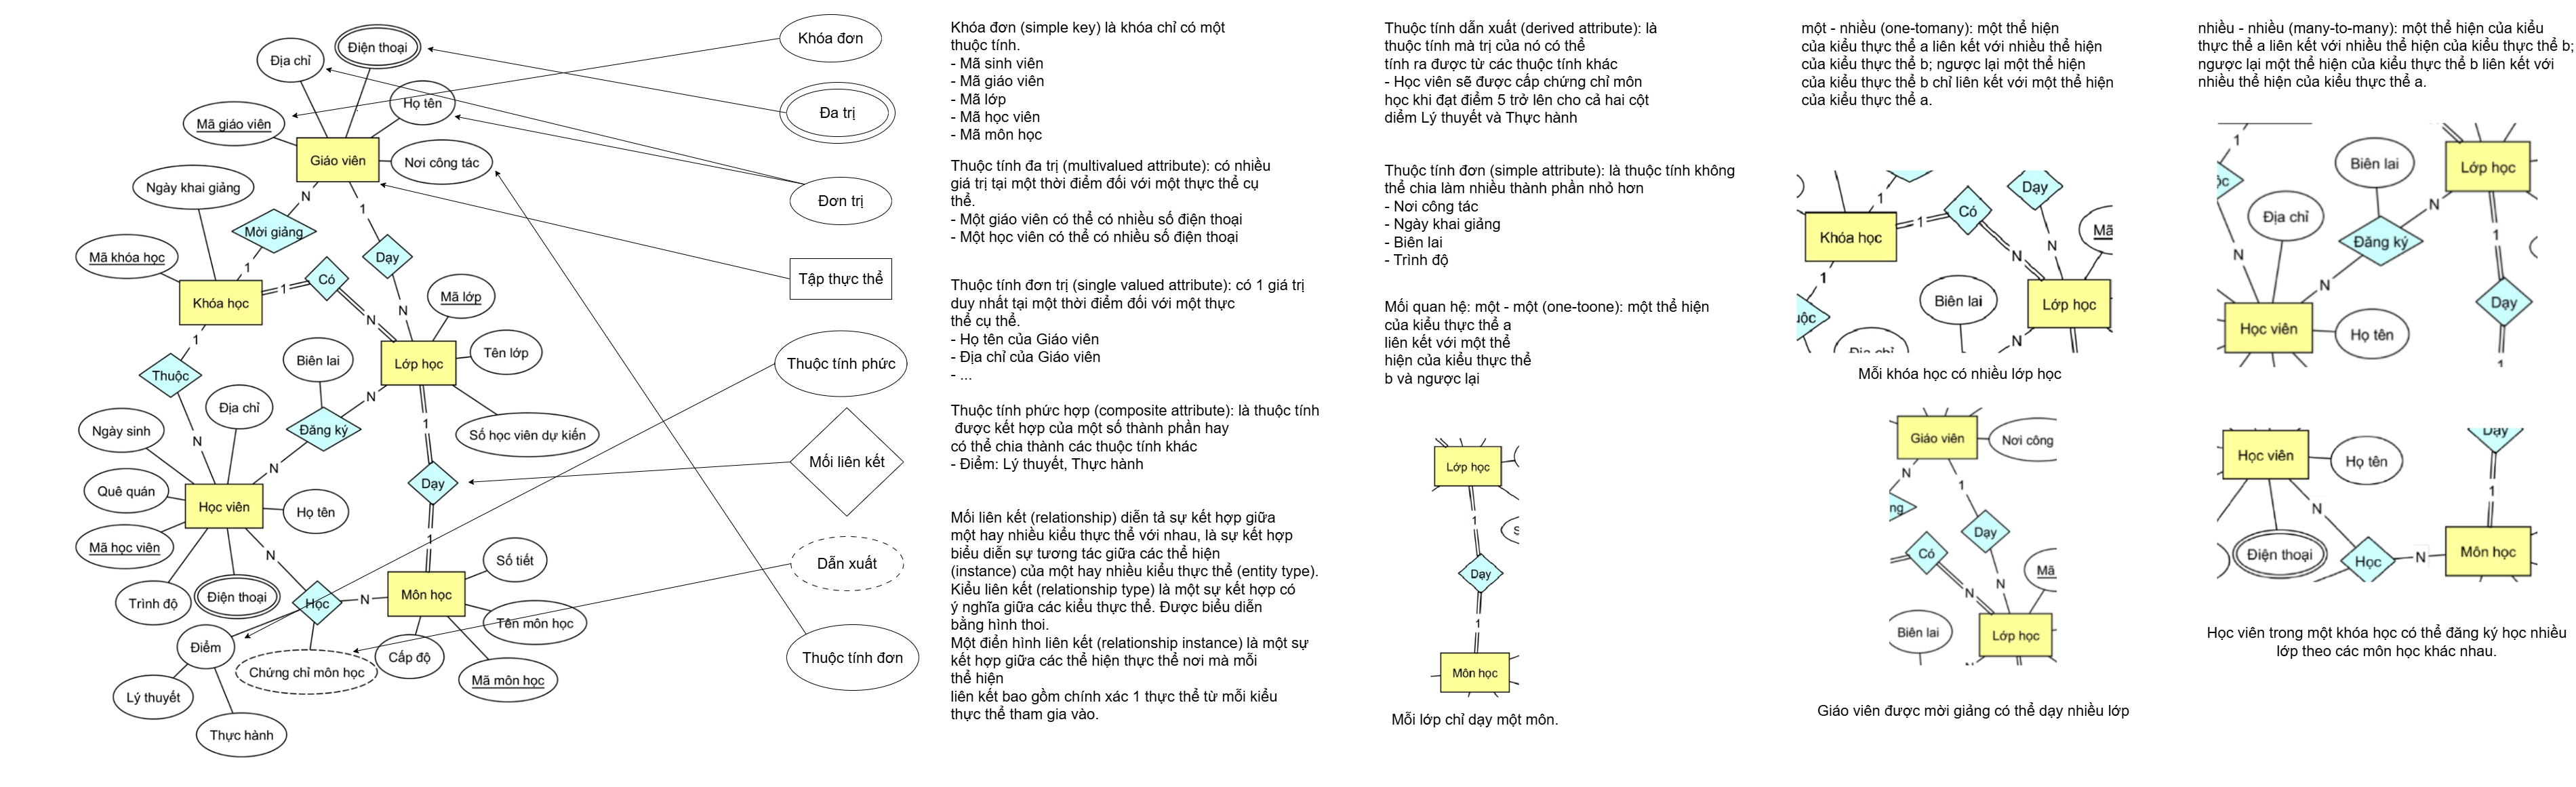 Điện thoại
Địa chỉ
Họ tên
Mã giáo viên
Giáo viên
Nơi công tác
Ngày khai giảng
N
1
Mời giảng
Mã khóa học
1
Dạy
Có
Khóa học
1
N
N
Mã lớp
1
Biên lai
Lớp học
Tên lớp
Thuộc
N
Địa chỉ
1
Ngày sinh
N
Đăng ký
Số học viên dự kiến
N
Quê quán
Học viên
Họ tên
Dạy
Mã học viên
N
1
Số tiết
Trình độ
Điện thoại
Học
N
Môn học
Tên môn học
Điểm
Chứng chỉ môn học
Cấp độ
Mã môn học
Lý thuyết
Thực hành
Khóa đơn
Đa trị
Đơn trị
Tập thực thể
Thuộc tính phức
Mối liên kết
Dẫn xuất
Thuộc tính đơn
Khóa đơn (simple key) là khóa chỉ có một
thuộc tính.
- Mã sinh viên
- Mã giáo viên
- Mã lớp
- Mã học viên
- Mã môn học
Thuộc tính đa trị (multivalued attribute): có nhiều
giá trị tại một thời điểm đối với một thực thể cụ
thể.
- Một giáo viên có thể có nhiều số điện thoại
- Một học viên có thể có nhiều số điện thoại
Thuộc tính đơn trị (single valued attribute): có 1 giá trị
duy nhất tại một thời điểm đối với một thực
thể cụ thể.
- Họ tên của Giáo viên
- Địa chỉ của Giáo viên
- ...
Thuộc tính phức hợp (composite attribute): là thuộc tính
được kết hợp của một số thành phần hay
có thể chia thành các thuộc tính khác
- Điểm: Lý thuyết, Thực hành
Mối liên kết (relationship) diễn tả sự kết hợp giữa
một hay nhiều kiểu thực thể với nhau, là sự kết hợp
biểu diễn sự tương tác giữa các thể hiện
(instance) của một hay nhiều kiểu thực thể (entity type).
Kiểu liên kết (relationship type) là một sự kết hợp có
ý nghĩa giữa các kiểu thực thể. Được biểu diễn
bằng hình thoi.
Một điển hình liên kết (relationship instance) là một sự
kết hợp giữa các thể hiện thực thể nơi mà mỗi
thể hiện
liên kết bao gồm chính xác 1 thực thể từ mỗi kiểu
thực thể tham gia vào.
Thuộc tính dẫn xuất (derived attribute): là
thuộc tính mà trị của nó có thể
tính ra được từ các thuộc tính khác
- Học viên sẽ được cấp chứng chỉ môn
học khi đạt điểm 5 trở lên cho cả hai cột
diểm Lý thuyết và Thực hành
Thuộc tính đơn (simple attribute): là thuộc tính không
thể chia làm nhiều thành phần nhỏ hơn
- Nơi công tác
- Ngày khai giảng
- Biên lai
- Trình độ
Mối quan hệ: một - một (one-toone): một thể hiện
của kiểu thực thể a
liên kết với một thể
hiện của kiểu thực thể
b và ngược lại
Lớp học
1
S
Dạy
1
Môn học
Mỗi lớp chỉ dạy một môn.
một - nhiều (one-tomany): một thể hiện
của kiểu thực thể a liên kết với nhiều thể hiện
của kiểu thực thể b; ngược lại một thể hiện
của kiểu thực thể b chỉ liên kết với một thể hiện
của kiểu thực thể a.
1
Có
Dạy
Khóa học
1
Mã
N
N
1
Biên lai
Lớp học
uộc
Địa chỉ
N
Mỗi khóa học có nhiều lớp học
Giáo viên
Nơi công
N
1
ng
Dạy
Có
Mã
N
N
Biên lai
Lớp học
N
Giáo viên được mời giảng có thể dạy nhiều lớp
nhiều - nhiều (many-to-many): một thể hiện của kiểu
thực thể a liên kết với nhiều thể hiện của kiểu thực thể b;
ngược lại một thể hiện của kiểu thực thể b liên kết với
nhiều thể hiện của kiểu thực thể a.
1
Biên lai
Lớp học
ộc
N
Địa chỉ
1
Đăng ký
N
N
Dạy
Học viên
Họ tên
1
Dạy
Học viên
Họ tên
1
N
Điện thoại
Học
N
Môn học
Học viên trong một khóa học có thể đăng ký học nhiều
lớp theo các môn học khác nhau.